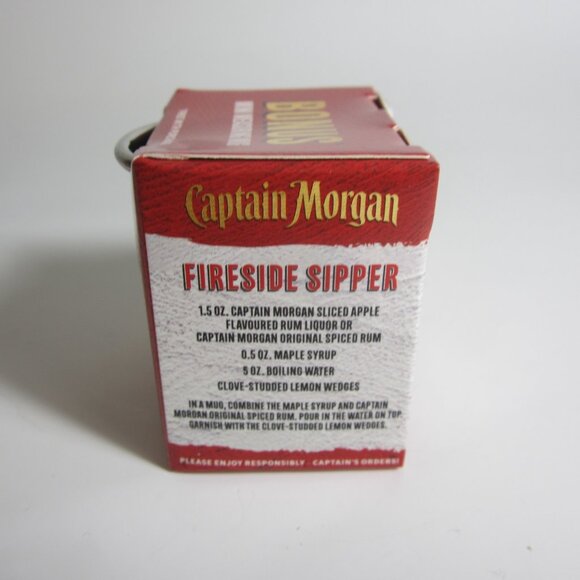 BONUS
Captain Morgan
FIRESIDE SIPPER
1.5 OZ. CAPTAIN MORGAN SLICED APPLE
FLAVOURED RUM LIQUOR OR
CAPTAIN MORGAN ORIGINAL SPICED RUM
0.5 OZ. MAPLE SYRUP
5 OZ. BOILING WATER
CLOVE-STUDDED LEMON WEDGES
IN A MUG, COMBINE THE MAPLE SYRUP AND CAPTAIN
MORGAN ORIGINAL SPICED RUM. POUR IN THE WATER ON TOP.
GARNISH WITH THE CLOVE-STUDDED LEMON WEDGES.
PLEASE ENJOY RESPONSIBLY CAPTAIN'S ORDERS!